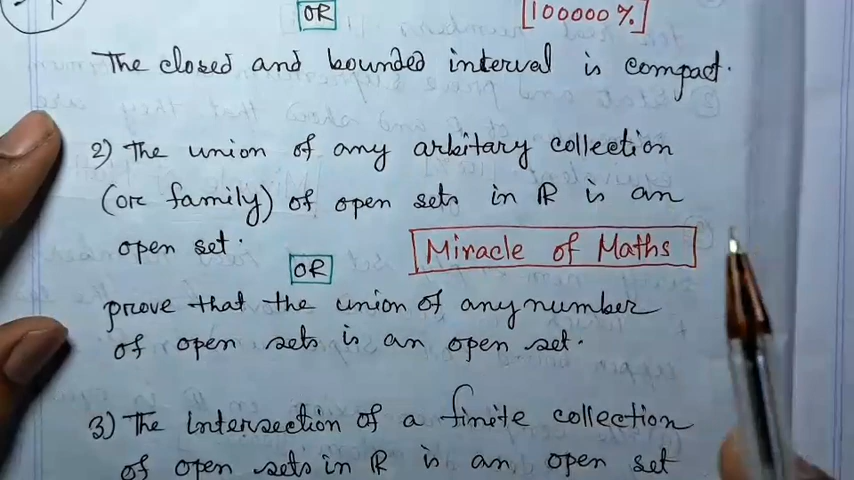 OR [100000 %]
The closed and bounded interval is compact.
2) The union of any arbitary collection
(or family) of open sets in R is an
open set.
OR Miracle of Maths
prove that the union of any number
of open sets is an open set.
3) The intersection of a finite collection
of open sets in R is an open set